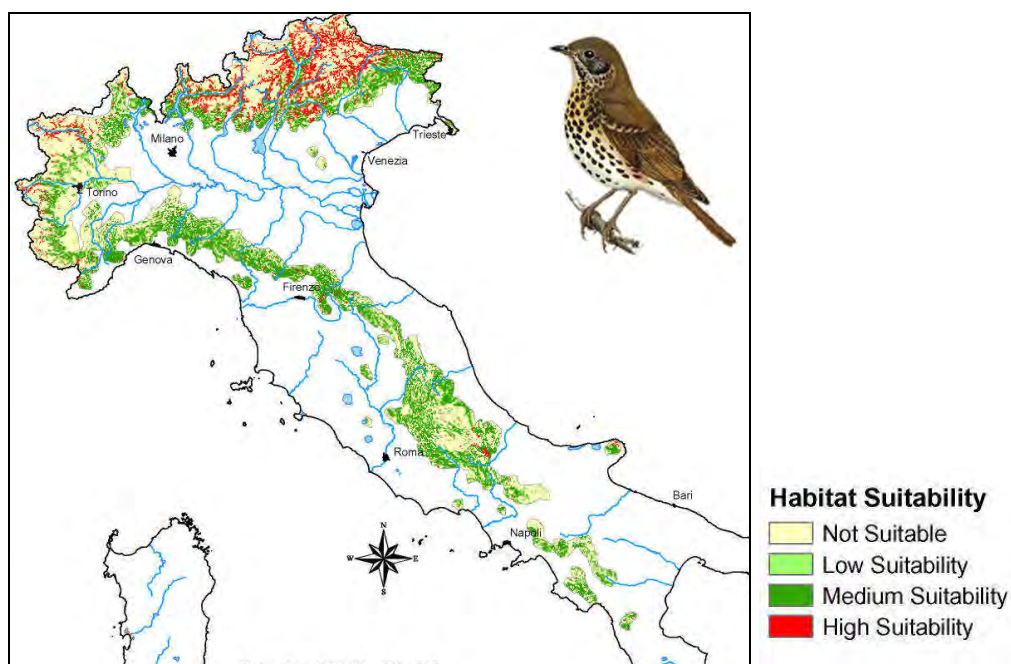 Milano
Trieste
Venezia
Torino
Genova
Firenze
Roma
Bari
Napoli
N
W
E
S
Habitat Suitability
Not Suitable
Low Suitability
Medium Suitability
High Suitability